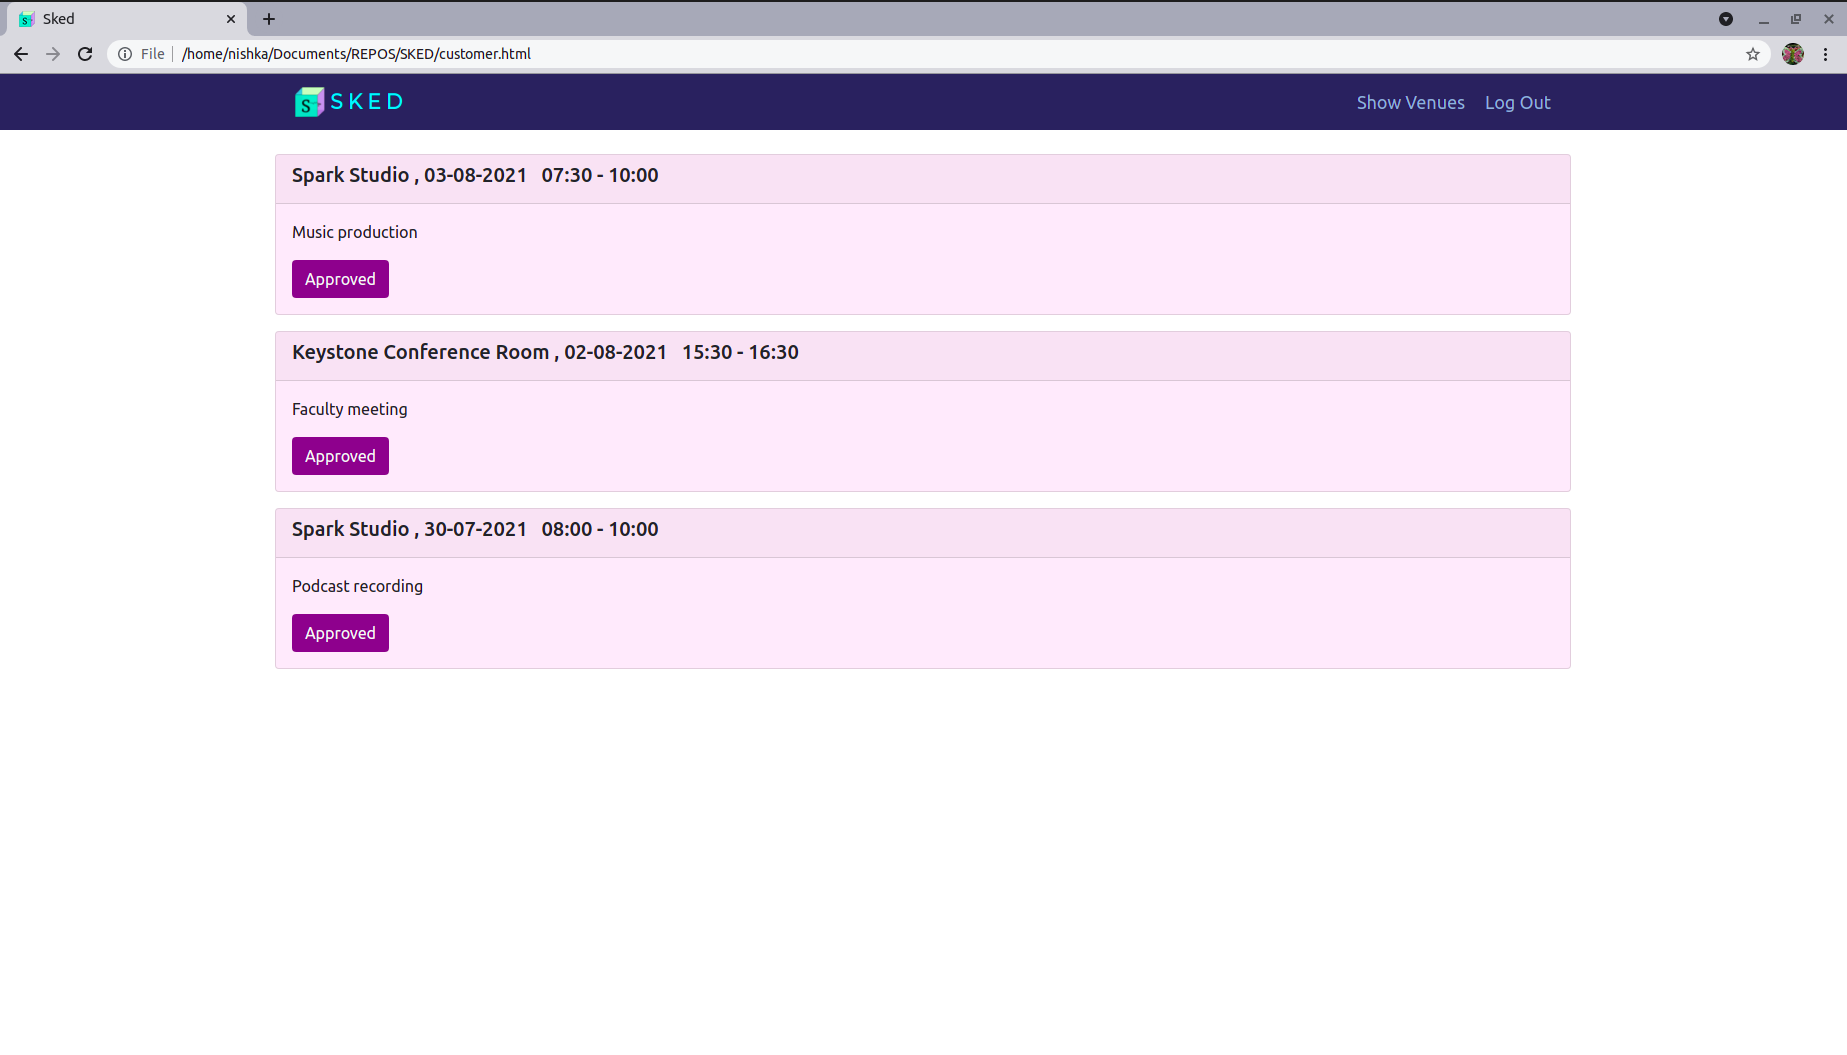 Sked
File /home/nishka/Documents/REPOS/SKED/customer.html
S SKED Show Venues Log Out
Spark Studio , 03-08-2021 07:30 - 10:00
Music production
Approved
Keystone Conference Room , 02-08-2021 15:30 - 16:30
Faculty meeting
Approved
Spark Studio , 30-07-2021 08:00 - 10:00
Podcast recording
Approved